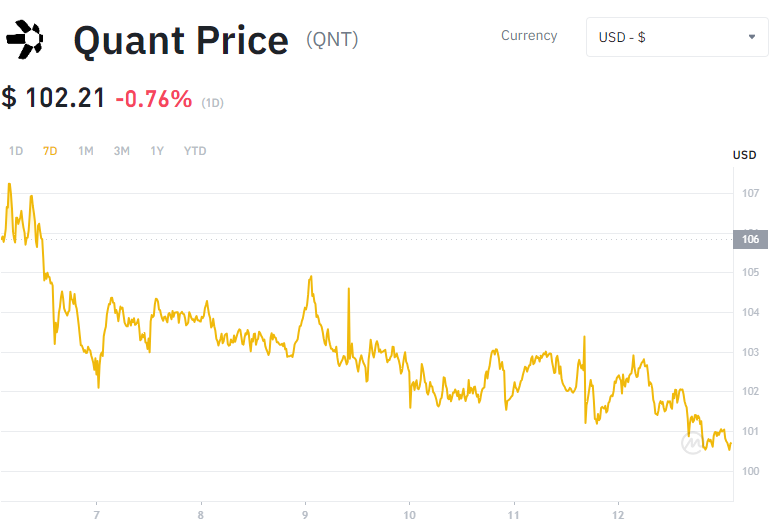 Quant Price (QNT)
Currency
USD - $
$ 102.21 -0.76% (1D)
1D 7D 1M 3M 1Y YTD
USD
107
106
105
104
103
102
101
100
7 8 9 10 11 12